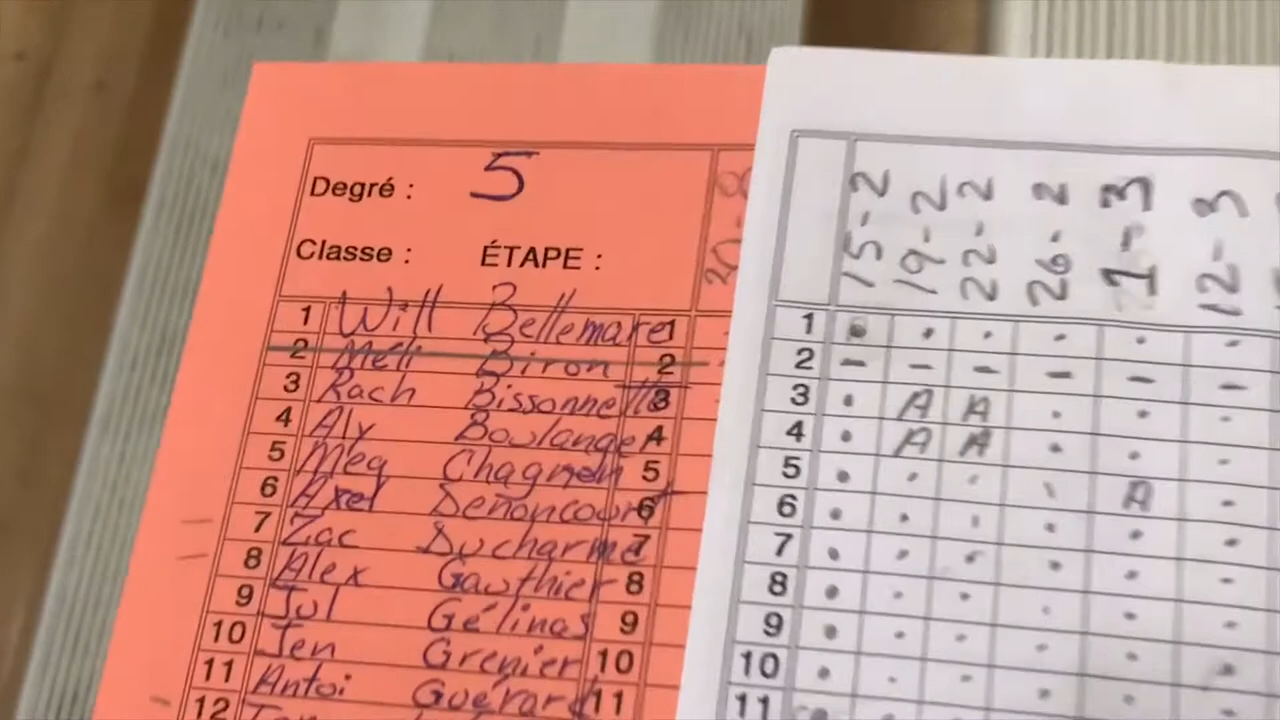 Degré : 5
20-8
Classe : ÉTAPE :
1 Will Bellemare 1
2 Méli Biron 2
3 Rach Bissonnette 3
4 Aly Boulanger 4
5 Meg Chagnon 5
6 Axel Denoncourt 6
7 Zac Ducharme 7
8 Alex Gauthier 8
9 Jul Gélinas 9
10 Jen Grenier 10
11 Antoi Guérard 11
12
15-2 19-2 22-2 26-2 1-3 12-3
1 • • • • • •
2 - - - - - -
3 • A A • • •
4 • A A • • •
5 • • • • A •
6 • • • • • •
7 • • • • • •
8 • • • • • •
9 • • • • • •
10 • • • • • •
11